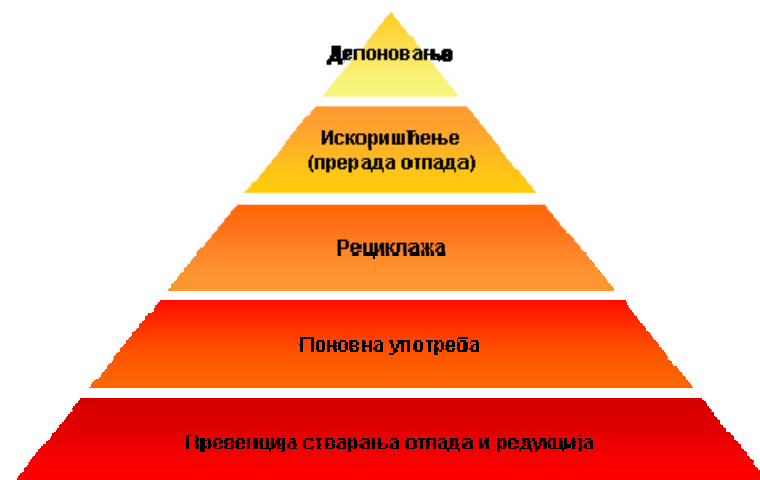 Депоновање
Искоришћење
(прерада отпада)
Рециклажа
Поновна употреба
Превенција стварања отпада и редукција